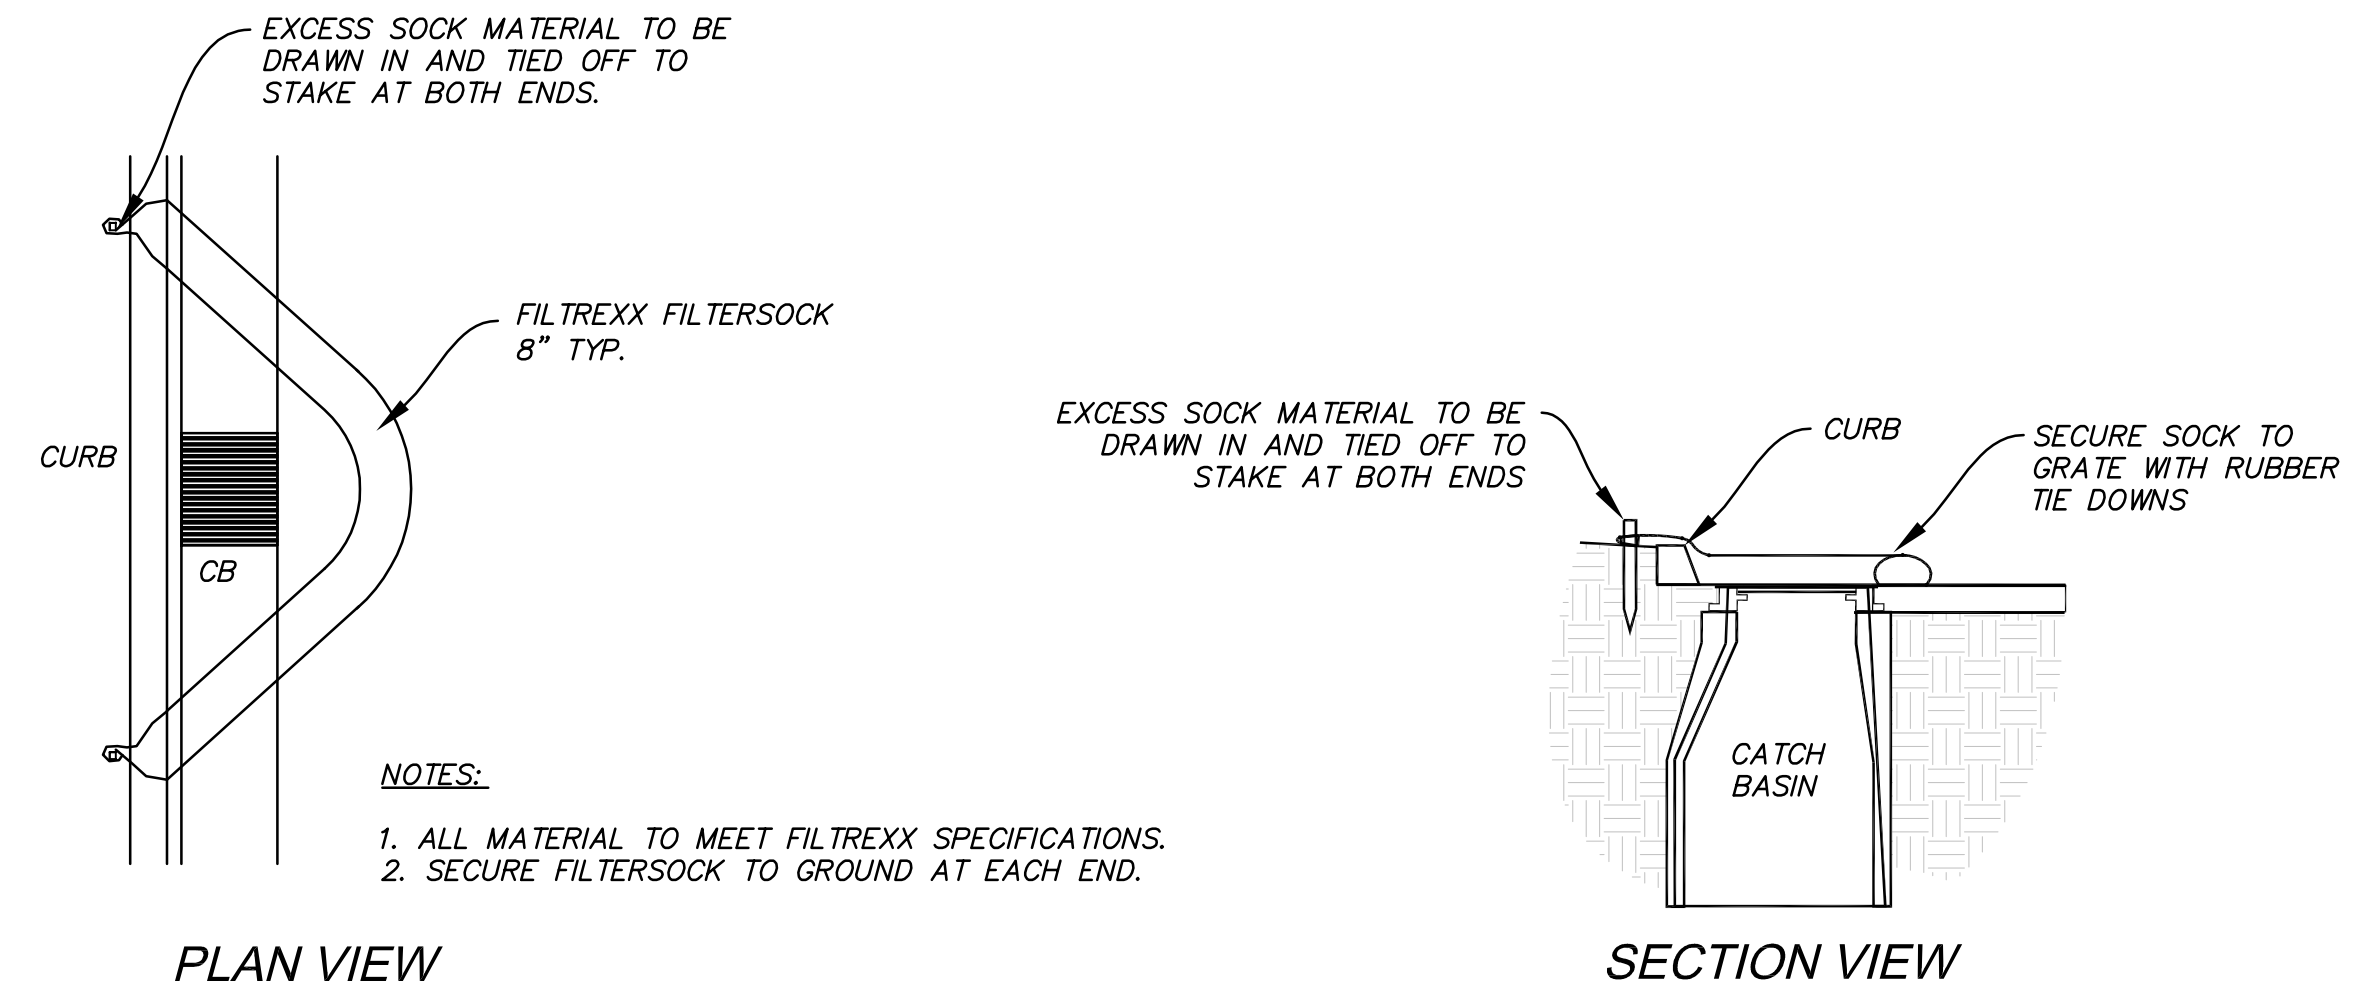 EXCESS SOCK MATERIAL TO BE
DRAWN IN AND TIED OFF TO
STAKE AT BOTH ENDS.
FILTREXX FILTERSOCK
8” TYP.
CURB
CB
NOTES:
1. ALL MATERIAL TO MEET FILTREXX SPECIFICATIONS.
2. SECURE FILTERSOCK TO GROUND AT EACH END.
PLAN VIEW
EXCESS SOCK MATERIAL TO BE
DRAWN IN AND TIED OFF TO
STAKE AT BOTH ENDS
CURB
SECURE SOCK TO
GRATE WITH RUBBER
TIE DOWNS
CATCH
BASIN
SECTION VIEW